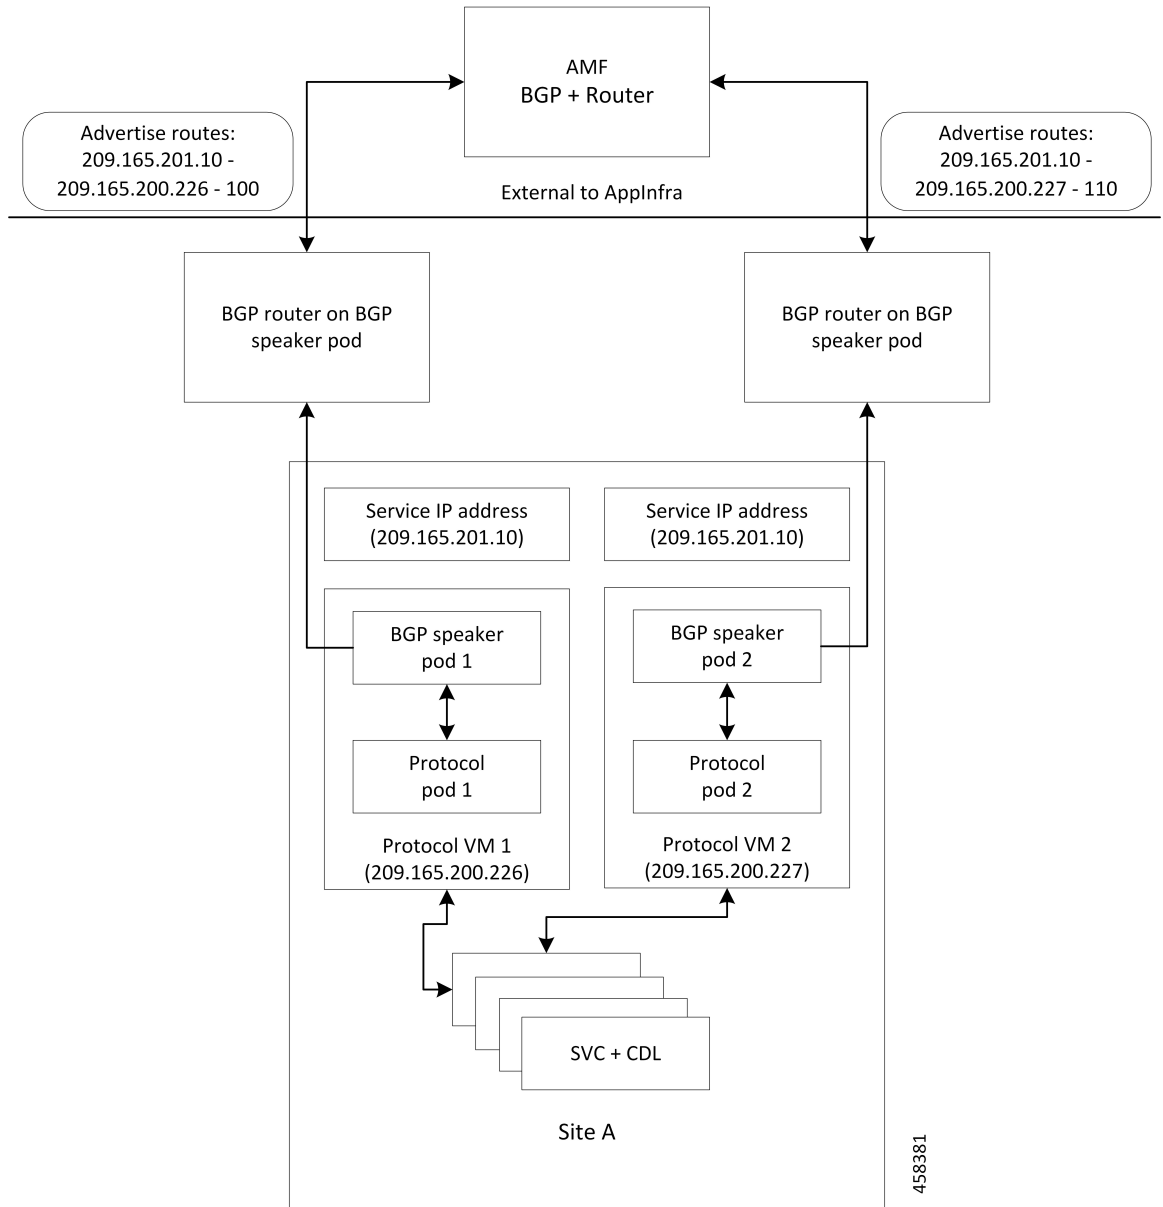 AMF
BGP + Router
Advertise routes:
209.165.201.10 -
209.165.200.226 - 100
Advertise routes:
209.165.201.10 -
209.165.200.227 - 110
External to AppInfra
BGP router on BGP
speaker pod
BGP router on BGP
speaker pod
Service IP address
(209.165.201.10)
Service IP address
(209.165.201.10)
BGP speaker
pod 1
BGP speaker
pod 2
Protocol
pod 1
Protocol
pod 2
Protocol VM 1
(209.165.200.226)
Protocol VM 2
(209.165.200.227)
SVC + CDL
Site A
458381